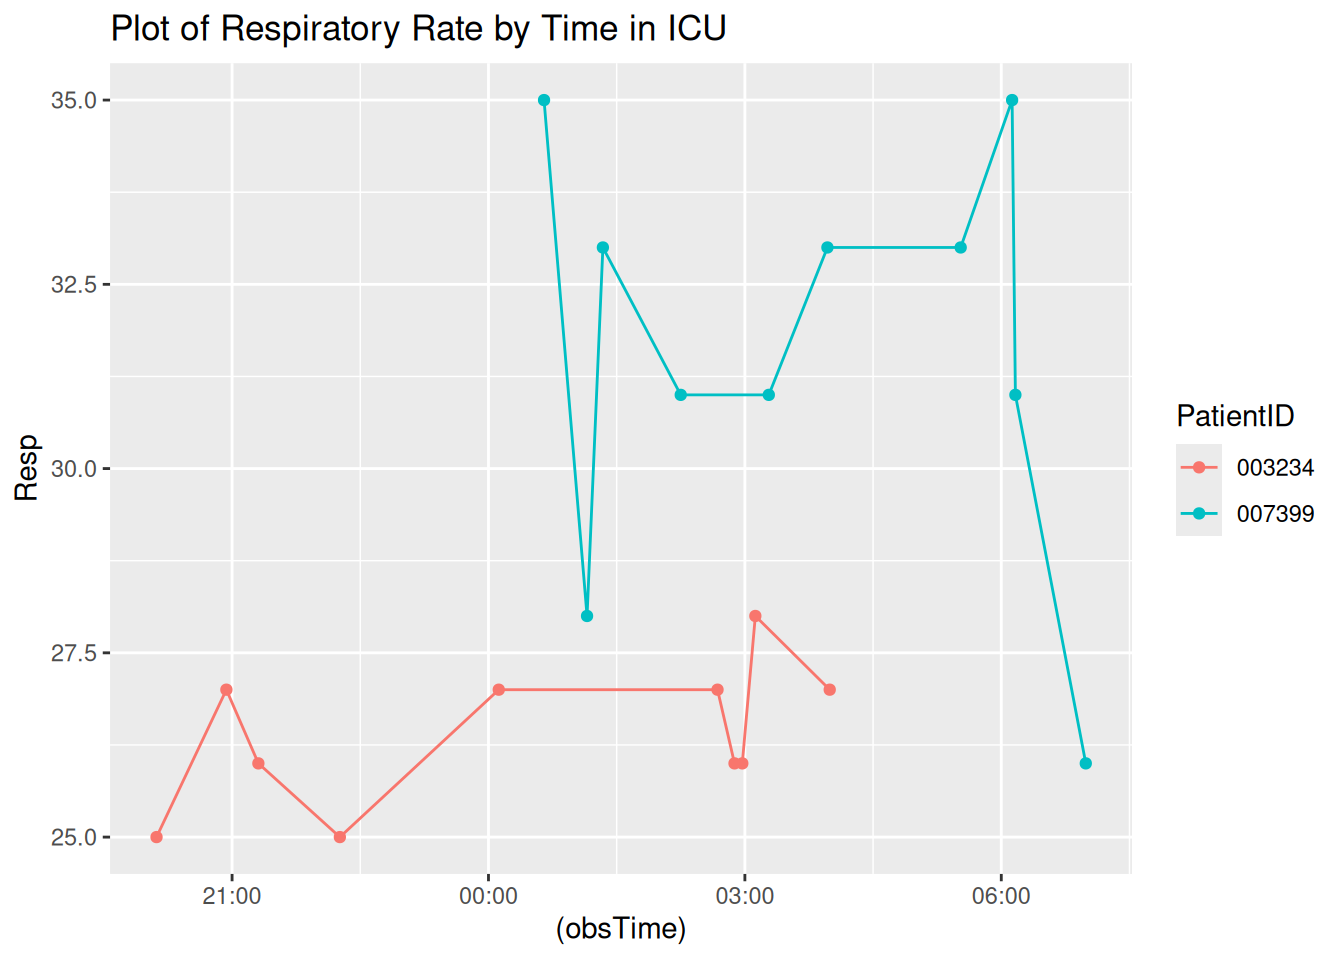 Plot of Respiratory Rate by Time in ICU
35.0
32.5
30.0
27.5
25.0
Resp
21:00 00:00 03:00 06:00
(obsTime)
PatientID
003234
007399